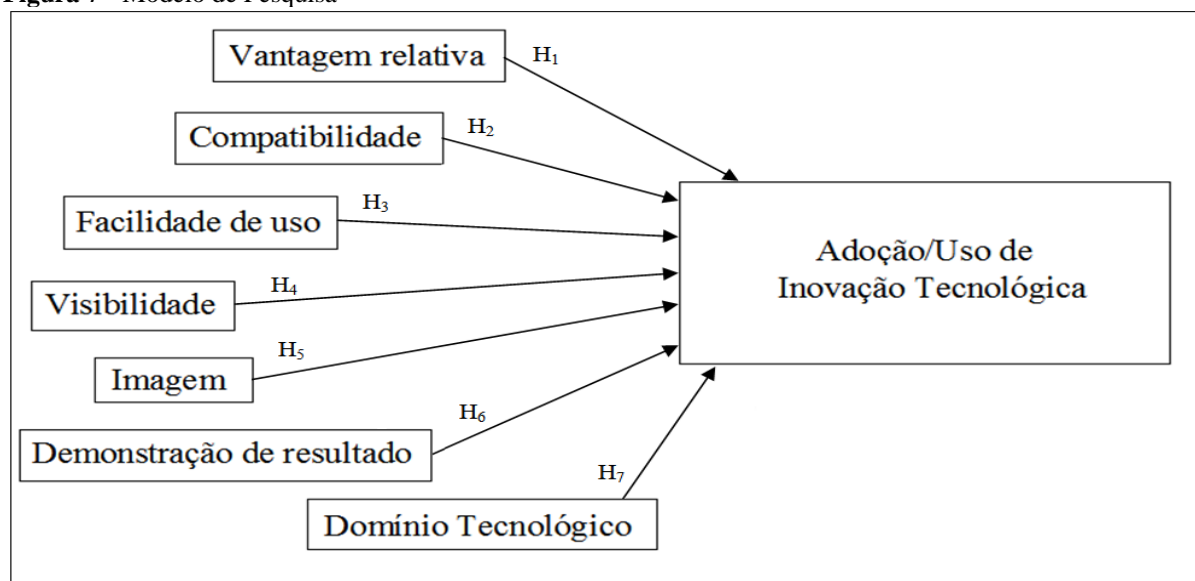 Figura 7 - Modelo de Pesquisa
Vantagem relativa
H₁
Compatibilidade
H₂
Facilidade de uso
H₃
Visibilidade
H₄
Imagem
H₅
Demonstração de resultado
H₆
Domínio Tecnológico
H₇
Adoção/Uso de
Inovação Tecnológica